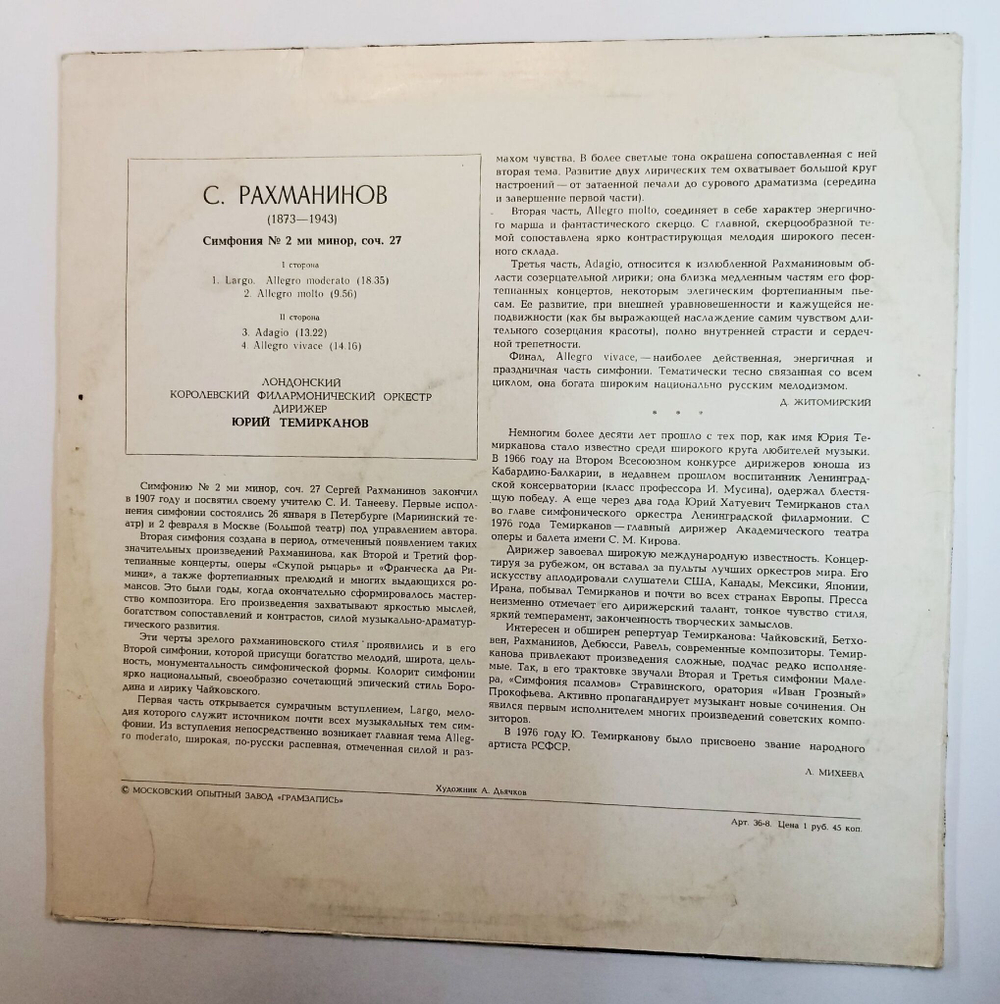 С. РАХМАНИНОВ
(1873—1943)
Симфония № 2 ми минор, соч. 27
I сторона
1. Largo. Allegro moderato (18.35)
2. Allegro molto (9.56)
II сторона
3. Adagio (13.22)
4. Allegro vivace (14.16)
ЛОНДОНСКИЙ
КОРОЛЕВСКИЙ ФИЛАРМОНИЧЕСКИЙ ОРКЕСТР
ДИРИЖЕР
ЮРИЙ ТЕМИРКАНОВ
Симфонию № 2 ми минор, соч. 27 Сергей Рахманинов закончил
в 1907 году и посвятил своему учителю С. И. Танееву. Первые испол-
нения симфонии состоялись 26 января в Петербурге (Мариинский те-
атр) и 2 февраля в Москве (Большой театр) под управлением автора.
Вторая симфония создана в период, отмеченный появлением таких
значительных произведений Рахманинова, как Второй и Третий фор-
тепианные концерты, оперы «Скупой рыцарь» и «Франческа да Ри-
мини», а также фортепианных прелюдий и многих выдающихся ро-
мансов. Это были годы, когда окончательно сформировалось мастер-
ство композитора. Его произведения захватывают яркостью мыслей,
богатством сопоставлений и контрастов, силой музыкально-драматур-
гического развития.
Эти черты зрелого рахманиновского стиля проявились и в его
Второй симфонии, которой присущи богатство мелодий, широта, цель-
ность, монументальность симфонической формы. Колорит симфонии
ярко национальный, своеобразно сочетающий эпический стиль Боро-
дина и лирику Чайковского.
Первая часть открывается сумрачным вступлением, Largo, мело-
дия которого служит источником почти всех музыкальных тем сим-
фонии. Из вступления непосредственно возникает главная тема Alleg-
ro moderato, широкая, по-русски распевная, отмеченная силой и раз-
махом чувства. В более светлые тона окрашена сопоставленная с ней
вторая тема. Развитие двух лирических тем охватывает большой круг
настроений — от затаенной печали до сурового драматизма (середина
и завершение первой части).
Вторая часть, Allegro molto, соединяет в себе характер энергично-
го марша и фантастического скерцо. С главной, скерцообразной те-
мой сопоставлена ярко контрастирующая мелодия широкого песен-
ного склада.
Третья часть, Adagio, относится к излюбленной Рахманиновым об-
ласти созерцательной лирики; она близка медленным частям его фор-
тепианных концертов, некоторым элегическим фортепианным пье-
сам. Ее развитие, при внешней уравновешенности и кажущейся не-
подвижности (как бы выражающей наслаждение самим чувством дли-
тельного созерцания красоты), полно внутренней страсти и сердеч-
ной трепетности.
Финал, Allegro vivace, — наиболее действенная, энергичная и
праздничная часть симфонии. Тематически тесно связанная со всем
циклом, она богата широким национально русским мелодизмом.
Д. ЖИТОМИРСКИЙ
* * *
Немногим более десяти лет прошло с тех пор, как имя Юрия Те-
мирканова стало известно среди широкого круга любителей музыки.
В 1966 году на Втором Всесоюзном конкурсе дирижеров юноша из
Кабардино-Балкарии, в недавнем прошлом воспитанник Ленинград-
ской консерватории (класс профессора И. Мусина), одержал блестя-
щую победу. А еще через два года Юрий Хатуевич Темирканов стал
во главе симфонического оркестра Ленинградской филармонии. С
1976 года Темирканов — главный дирижер Академического театра
оперы и балета имени С. М. Кирова.
Дирижер завоевал широкую международную известность. Концер-
тируя за рубежом, он вставал за пульты лучших оркестров мира. Его
искусству аплодировали слушатели США, Канады, Мексики, Японии,
Ирана, побывал Темирканов и почти во всех странах Европы. Пресса
неизменно отмечает его дирижерский талант, тонкое чувство стиля,
яркий темперамент, законченность творческих замыслов.
Интересен и обширен репертуар Темирканова: Чайковский, Бетхо-
вен, Рахманинов, Дебюсси, Равель, современные композиторы. Темир-
канова привлекают произведения сложные, подчас редко исполняе-
мые. Так, в его трактовке звучали Вторая и Третья симфонии Мале-
ра, «Симфония псалмов» Стравинского, оратория «Иван Грозный»
Прокофьева. Активно пропагандирует музыкант новые сочинения. Он
явился первым исполнителем многих произведений советских компо-
зиторов.
В 1976 году Ю. Темирканову было присвоено звание народного
артиста РСФСР.
Л. МИХЕЕВА
Художник А. Дьячков
© МОСКОВСКИЙ ОПЫТНЫЙ ЗАВОД «ГРАМЗАПИСЬ»
Арт. 36-8. Цена 1 руб. 45 коп.